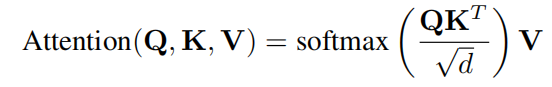 Attention(Q, K, V) = softmax(QK^T / √d) V